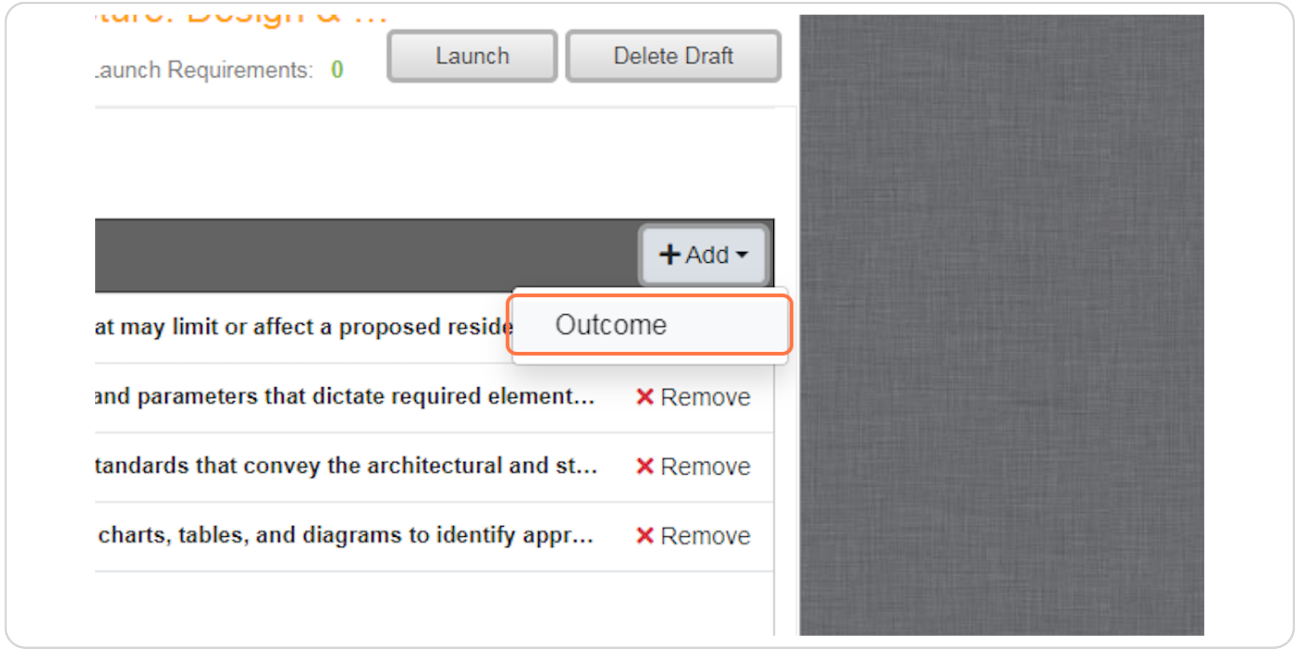 Design & ...
Launch Requirements: 0
Launch
Delete Draft
+ Add
Outcome
at may limit or affect a proposed reside
and parameters that dictate required element... ✕ Remove
tandards that convey the architectural and st... ✕ Remove
charts, tables, and diagrams to identify appr... ✕ Remove